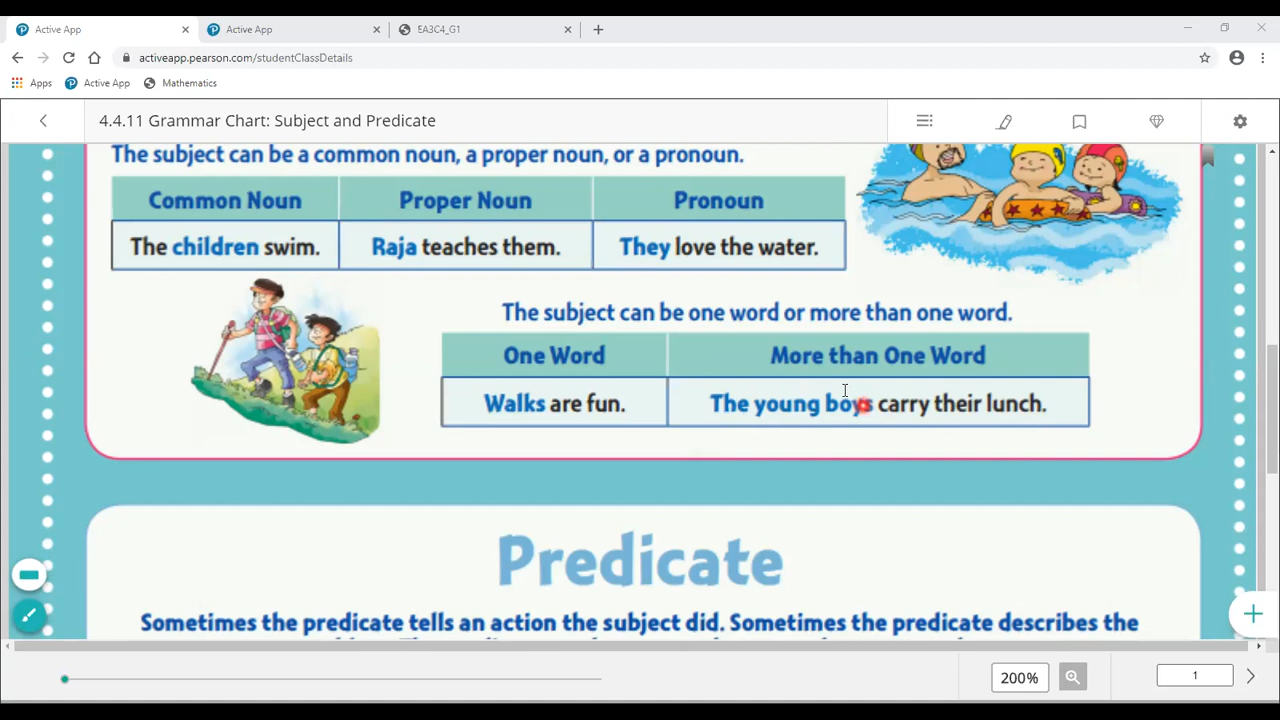 Active App
Active App
EA3C4_G1
activeapp.pearson.com/studentClassDetails
Apps
Active App
Mathematics
4.4.11 Grammar Chart: Subject and Predicate
The subject can be a common noun, a proper noun, or a pronoun.
Common Noun Proper Noun Pronoun
The children swim. Raja teaches them. They love the water.
The subject can be one word or more than one word.
One Word More than One Word
Walks are fun. The young boys carry their lunch.
Predicate
Sometimes the predicate tells an action the subject did. Sometimes the predicate describes the
200%
1